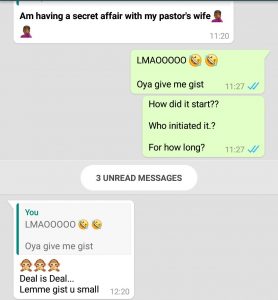 Am having a secret affair with my pastor's wife🤦🏾‍♀️
🤦🏾‍♀️
11:20
LMAOOOOO 🤣 🤣
Oya give me gist
11:27
How did it start??
Who initiated it.?
For how long?
11:27
3 UNREAD MESSAGES
You
LMAOOOOO 🤣 🤣
Oya give me gist
🙊🙊🙊
Deal is Deal...
Lemme gist u small
12:20